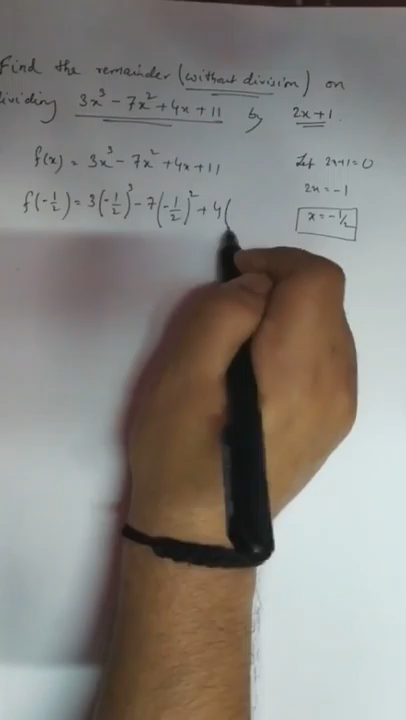 Find the remainder (without division) on
dividing 3x³ - 7x² + 4x + 11 by 2x+1.
f(x) = 3x³ - 7x² + 4x + 11
Let 2x+1=0
2x = -1
x = -1/2
f(-1/2) = 3(-1/2)³ - 7(-1/2)² + 4(